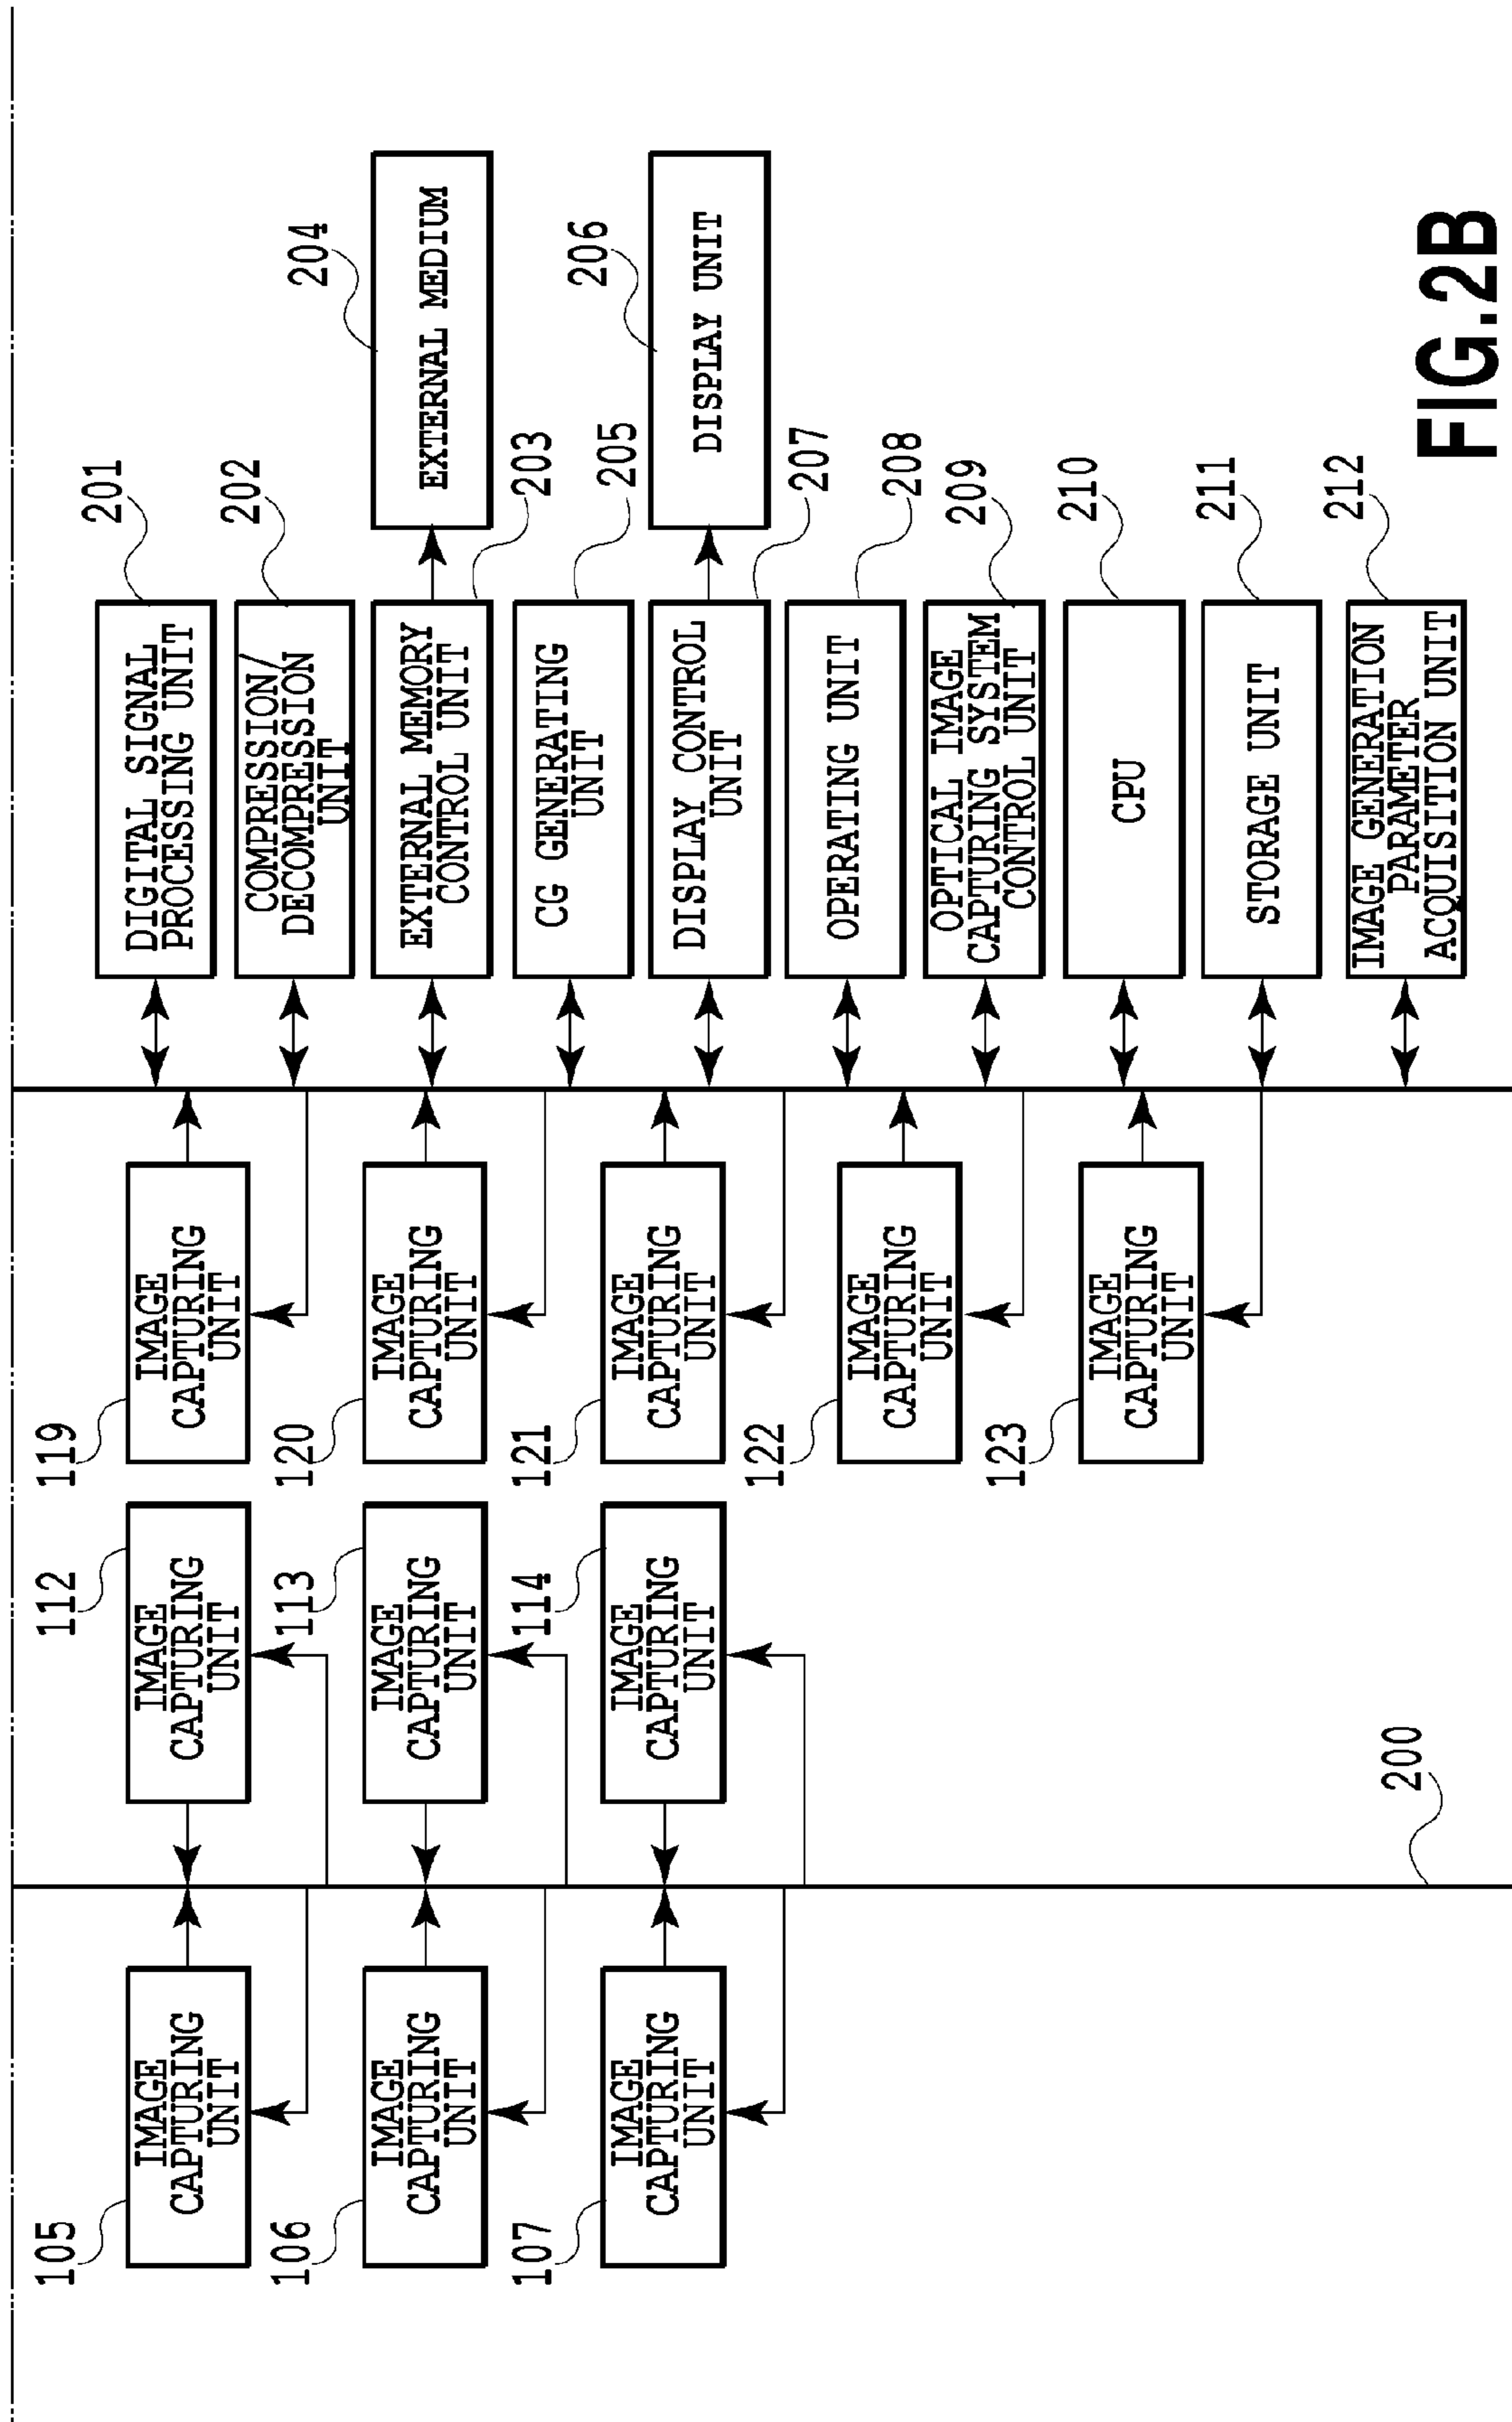 105
IMAGE
CAPTURING
UNIT
106
IMAGE
CAPTURING
UNIT
107
IMAGE
CAPTURING
UNIT
200
112
IMAGE
CAPTURING
UNIT
113
IMAGE
CAPTURING
UNIT
114
IMAGE
CAPTURING
UNIT
119
IMAGE
CAPTURING
UNIT
120
IMAGE
CAPTURING
UNIT
121
IMAGE
CAPTURING
UNIT
122
IMAGE
CAPTURING
UNIT
123
IMAGE
CAPTURING
UNIT
201
DIGITAL SIGNAL
PROCESSING UNIT
202
COMPRESSION/
DECOMPRESSION
UNIT
203
EXTERNAL MEMORY
CONTROL UNIT
204
EXTERNAL MEDIUM
205
CG GENERATING
UNIT
206
DISPLAY UNIT
207
DISPLAY CONTROL
UNIT
208
OPERATING UNIT
209
OPTICAL IMAGE
CAPTURING SYSTEM
CONTROL UNIT
210
CPU
211
STORAGE UNIT
212
IMAGE GENERATION
PARAMETER
ACQUISITION UNIT
FIG.2B